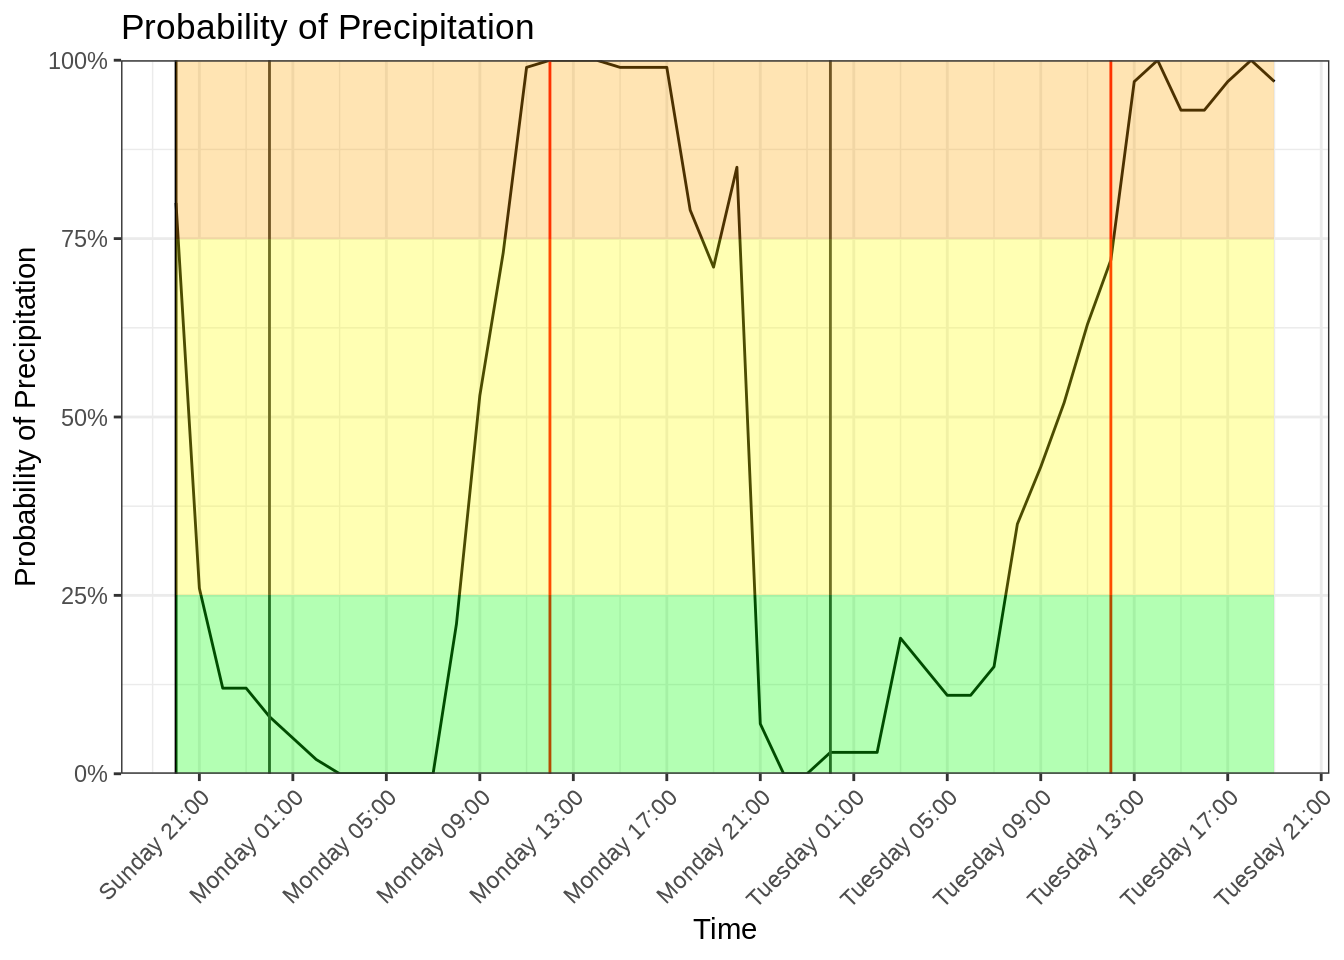 Probability of Precipitation
Probability of Precipitation
100%
75%
50%
25%
0%
Sunday 21:00
Monday 01:00
Monday 05:00
Monday 09:00
Monday 13:00
Monday 17:00
Monday 21:00
Tuesday 01:00
Tuesday 05:00
Tuesday 09:00
Tuesday 13:00
Tuesday 17:00
Tuesday 21:00
Time